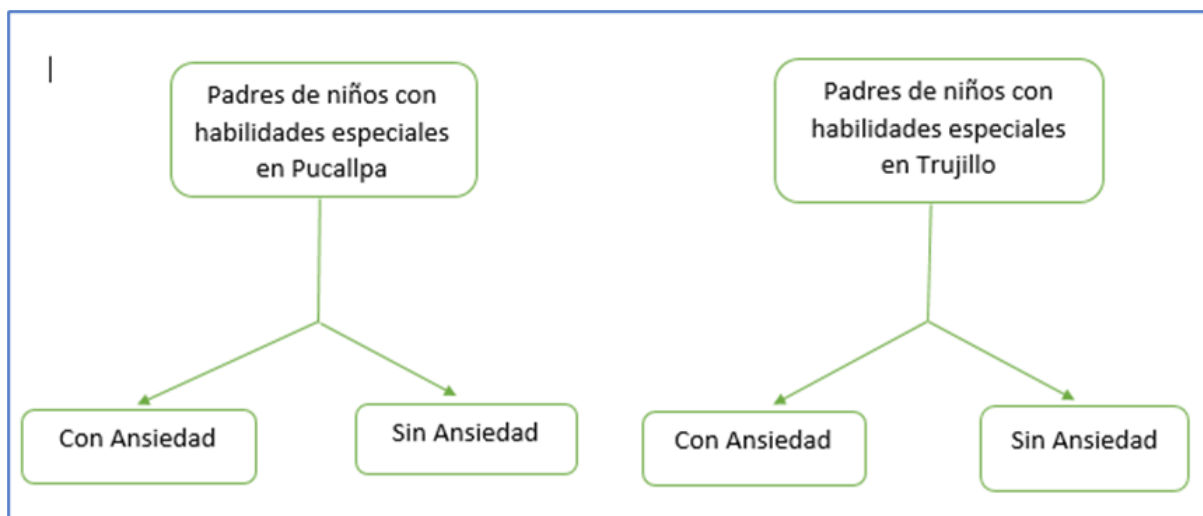 Padres de niños con
habilidades especiales
en Pucallpa
Padres de niños con
habilidades especiales
en Trujillo
Con Ansiedad
Sin Ansiedad
Con Ansiedad
Sin Ansiedad